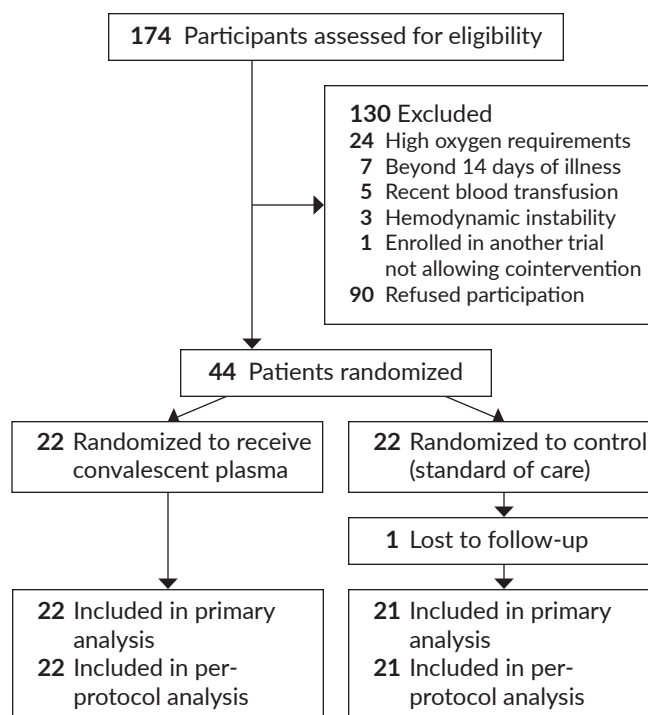 174 Participants assessed for eligibility
130 Excluded
24 High oxygen requirements
7 Beyond 14 days of illness
5 Recent blood transfusion
3 Hemodynamic instability
1 Enrolled in another trial
not allowing cointervention
90 Refused participation
44 Patients randomized
22 Randomized to receive
convalescent plasma
22 Randomized to control
(standard of care)
1 Lost to follow-up
22 Included in primary
analysis
22 Included in per-
protocol analysis
21 Included in primary
analysis
21 Included in per-
protocol analysis